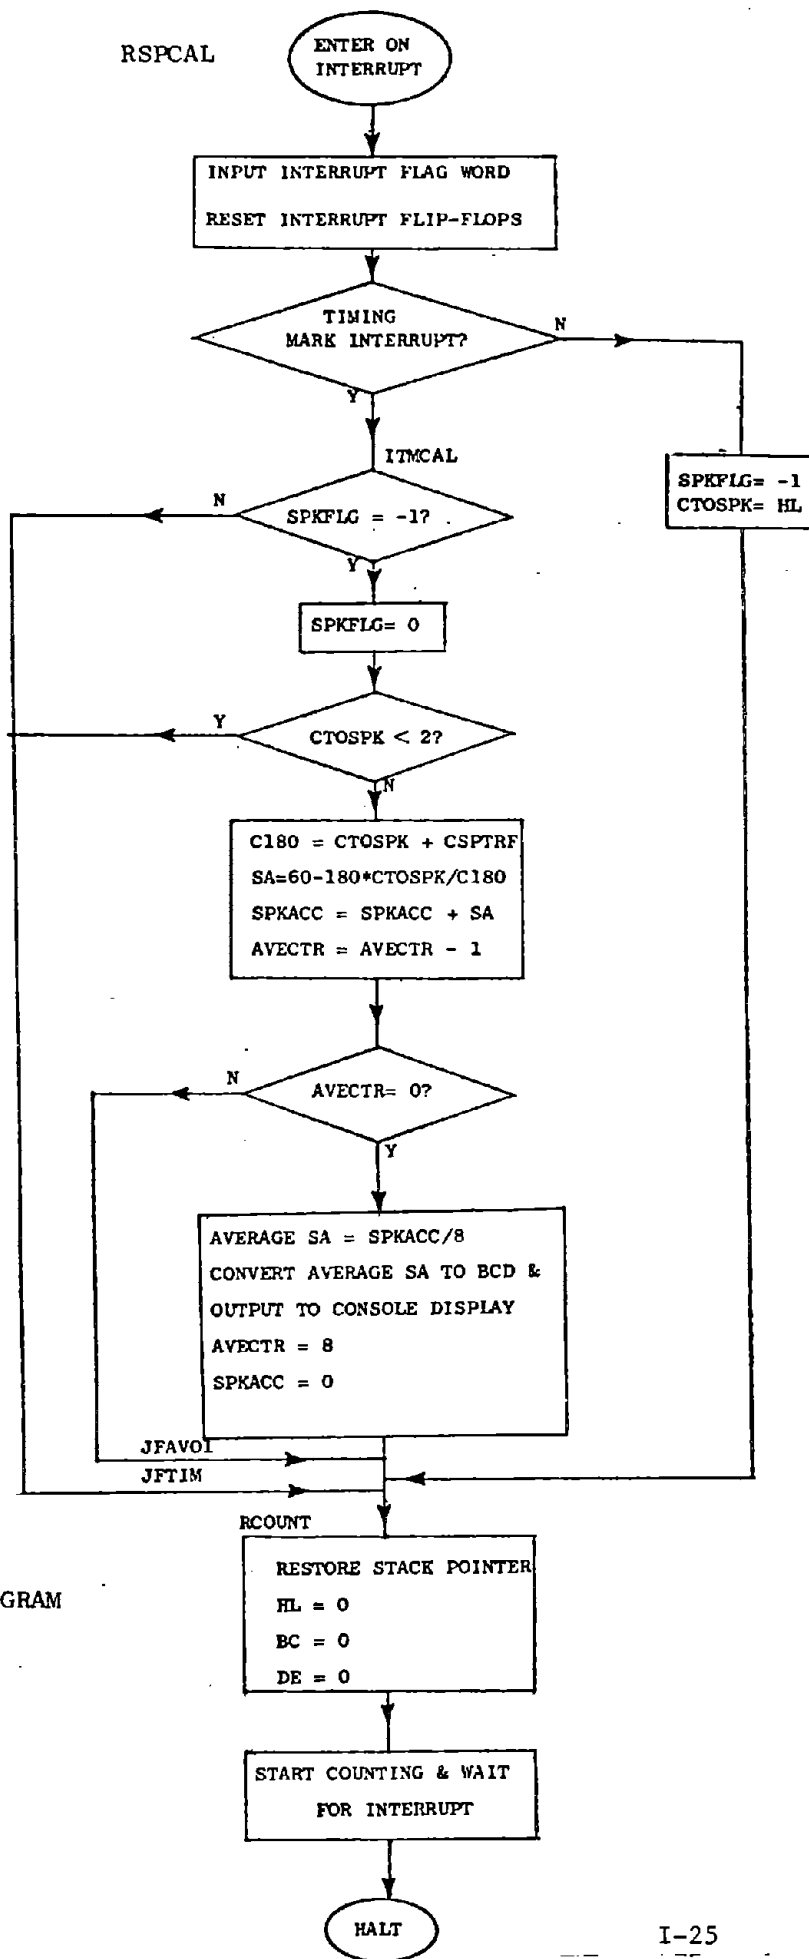 RSPCAL
ENTER ON
INTERRUPT
INPUT INTERRUPT FLAG WORD
RESET INTERRUPT FLIP-FLOPS
TIMING
MARK INTERRUPT?
N
Y
ITMCAL
SPKFLG = -1
CTOSPK= HL
N
SPKFLG = -1?
Y
SPKFLG= 0
Y
CTOSPK < 2?
N
C180 = CTOSPK + CSPTRF
SA=60-180*CTOSPK/C180
SPKACC = SPKACC + SA
AVECTR = AVECTR - 1
N
AVECTR= 0?
Y
AVERAGE SA = SPKACC/8
CONVERT AVERAGE SA TO BCD &
OUTPUT TO CONSOLE DISPLAY
AVECTR = 8
SPKACC = 0
JFAVOI
JFTIM
RCOUNT
RESTORE STACK POINTER
HL = 0
BC = 0
DE = 0
GRAM
START COUNTING & WAIT
FOR INTERRUPT
HALT
I-25